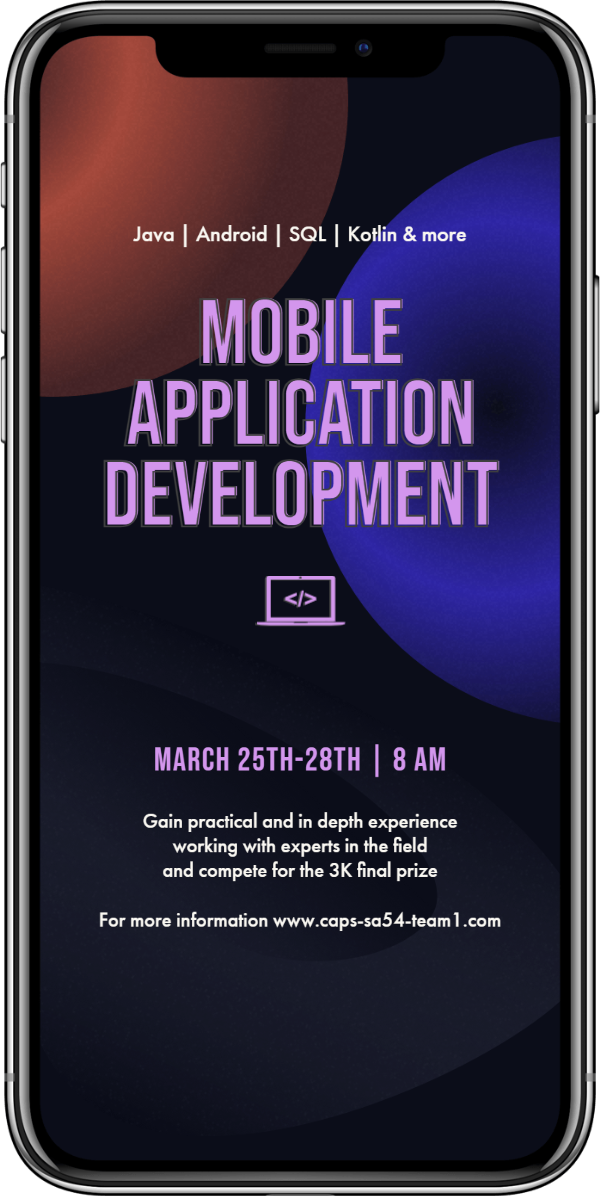 Java | Android | SQL | Kotlin & more
MOBILE
APPLICATION
DEVELOPMENT
</>
MARCH 25TH-28TH | 8 AM
Gain practical and in depth experience
working with experts in the field
and compete for the 3K final prize
For more information www.caps-sa54-team1.com